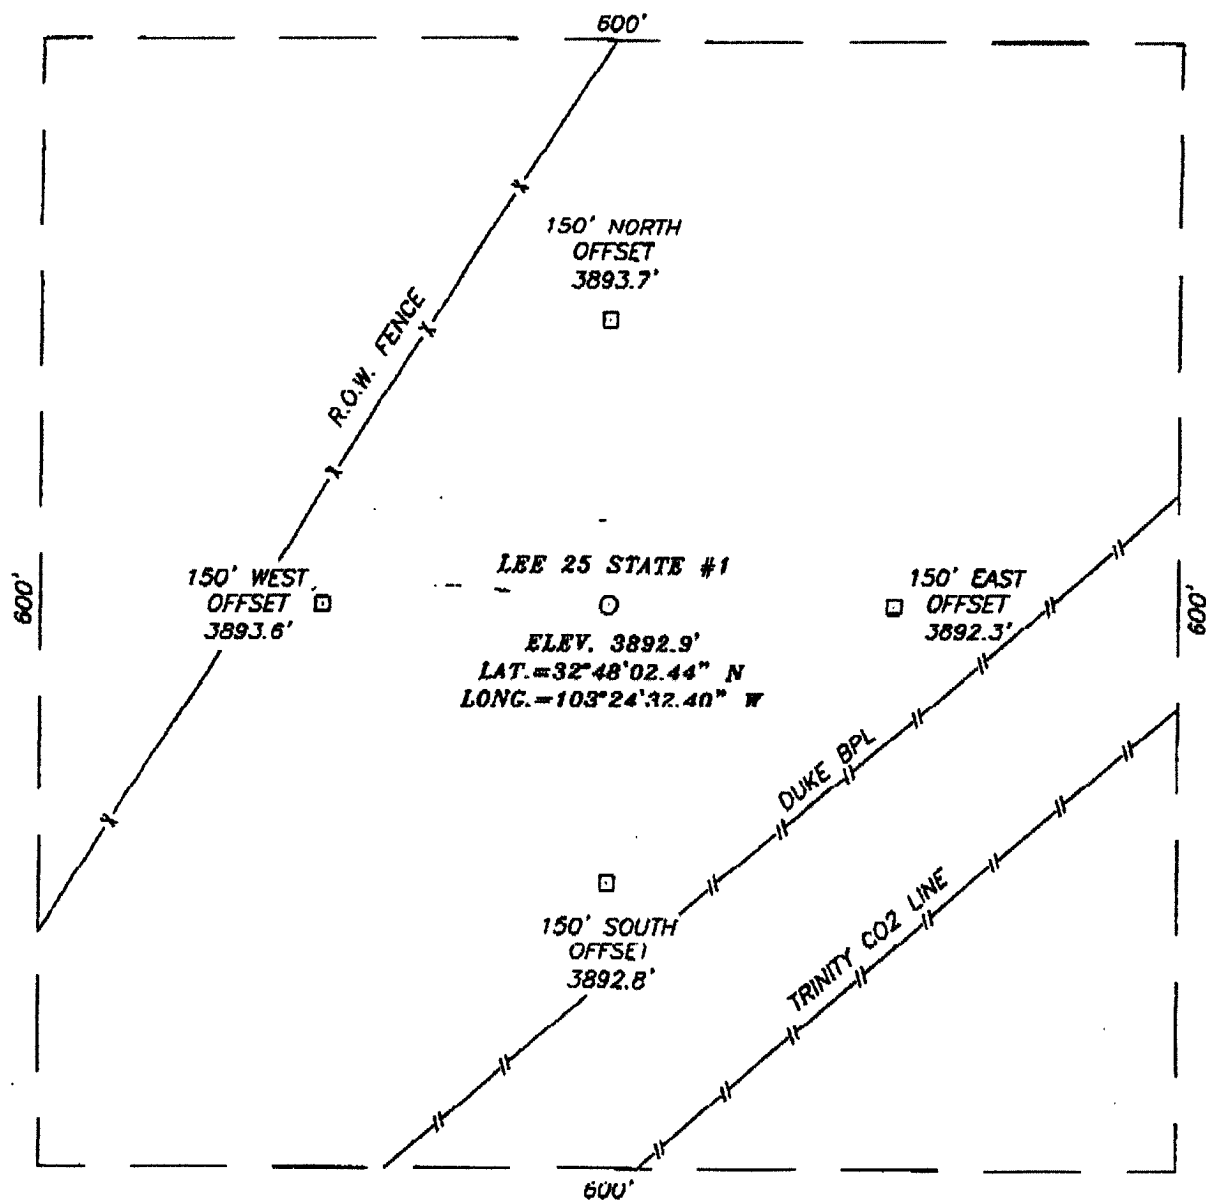 600'
150' NORTH
OFFSET
3893.7'
R.O.W. FENCE
600'
150' WEST
OFFSET
3893.6'
LEE 25 STATE #1
ELEV. 3892.9'
LAT.=32°48'02.44" N
LONG.=103°24'32.40" W
150' EAST
OFFSET
3892.3'
600'
DUKE BPL
150' SOUTH
OFFSET
3892.8'
TRINITY CO2 LINE
600'